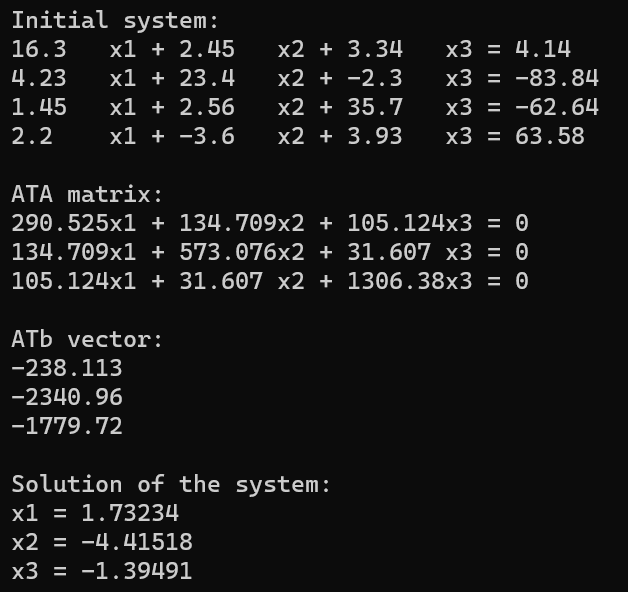 Initial system:
16.3   x1 + 2.45   x2 + 3.34   x3 = 4.14
4.23   x1 + 23.4   x2 + -2.3   x3 = -83.84
1.45   x1 + 2.56   x2 + 35.7   x3 = -62.64
2.2    x1 + -3.6   x2 + 3.93   x3 = 63.58
ATA matrix:
290.525x1 + 134.709x2 + 105.124x3 = 0
134.709x1 + 573.076x2 + 31.607 x3 = 0
105.124x1 + 31.607 x2 + 1306.38x3 = 0
ATb vector:
-238.113
-2340.96
-1779.72
Solution of the system:
x1 = 1.73234
x2 = -4.41518
x3 = -1.39491